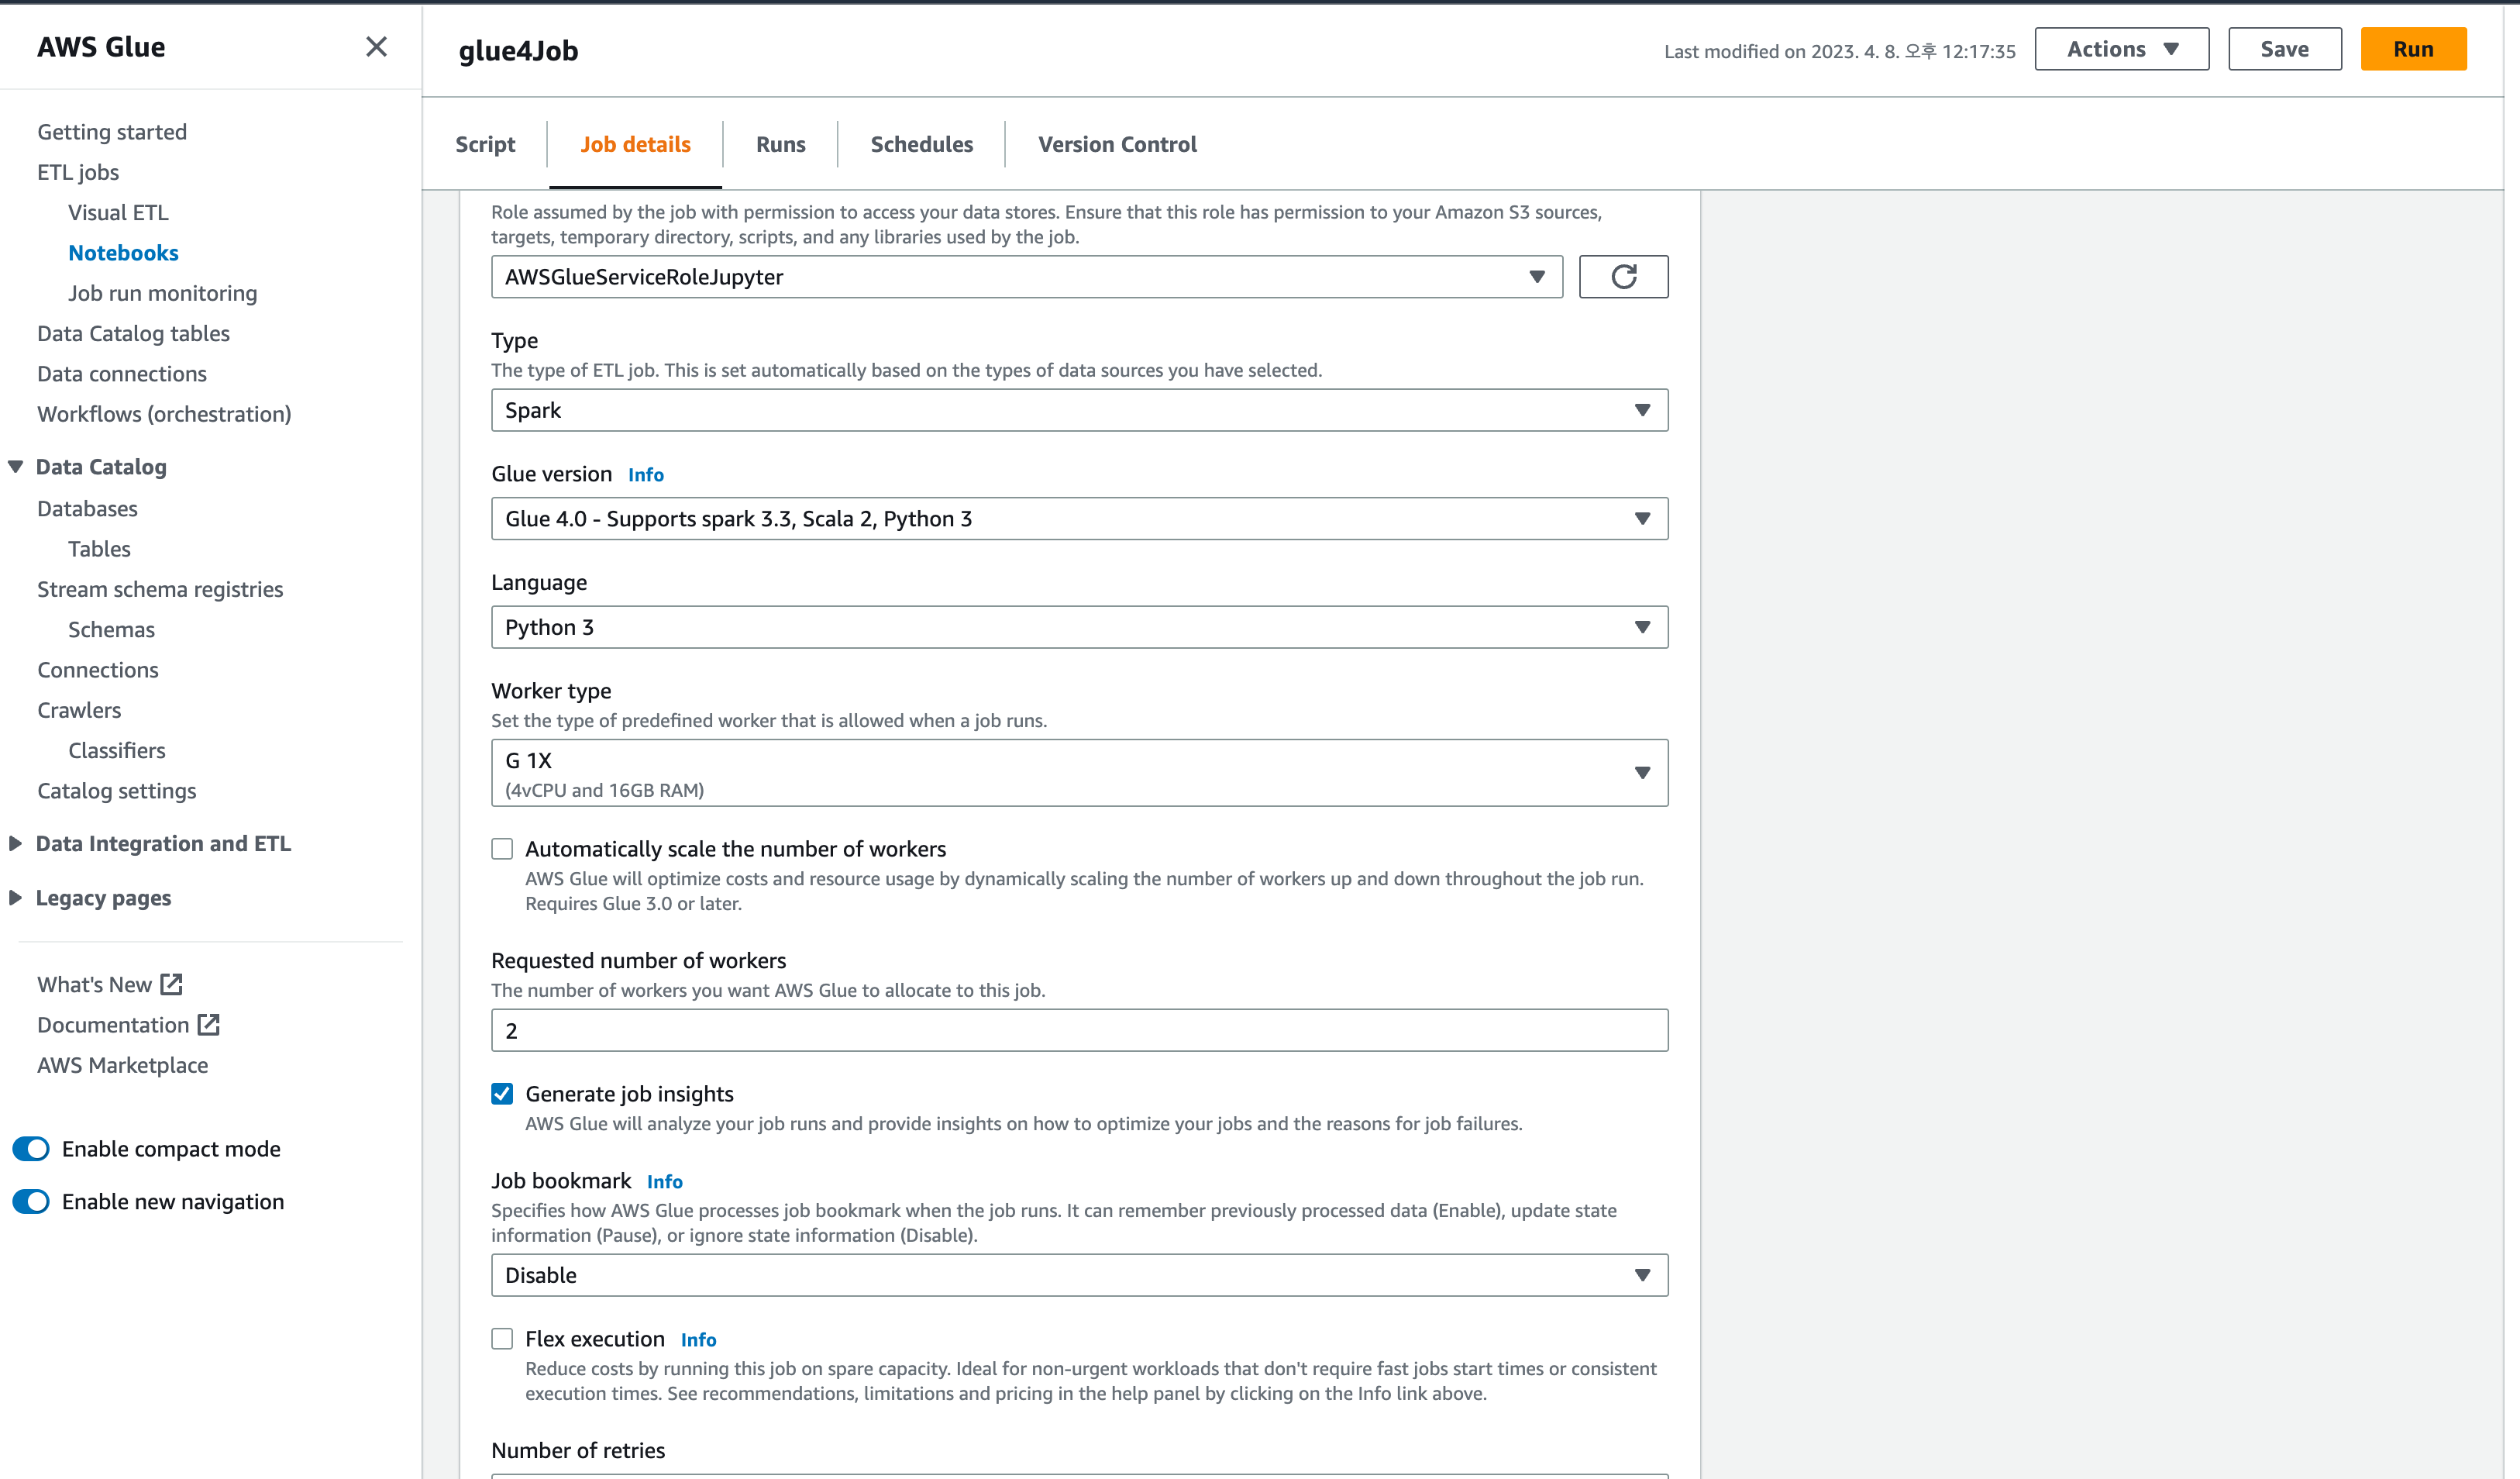 AWS Glue
Getting started
ETL jobs
Visual ETL
Notebooks
Job run monitoring
Data Catalog tables
Data connections
Workflows (orchestration)
Data Catalog
Databases
Tables
Stream schema registries
Schemas
Connections
Crawlers
Classifiers
Catalog settings
Data Integration and ETL
Legacy pages
What's New
Documentation
AWS Marketplace
Enable compact mode
Enable new navigation
glue4Job
Last modified on 2023. 4. 8. 오후 12:17:35
Actions
Save
Run
Script
Job details
Runs
Schedules
Version Control
Role assumed by the job with permission to access your data stores. Ensure that this role has permission to your Amazon S3 sources,
targets, temporary directory, scripts, and any libraries used by the job.
AWSGlueServiceRoleJupyter
Type
The type of ETL job. This is set automatically based on the types of data sources you have selected.
Spark
Glue version Info
Glue 4.0 - Supports spark 3.3, Scala 2, Python 3
Language
Python 3
Worker type
Set the type of predefined worker that is allowed when a job runs.
G 1X
(4vCPU and 16GB RAM)
Automatically scale the number of workers
AWS Glue will optimize costs and resource usage by dynamically scaling the number of workers up and down throughout the job run.
Requires Glue 3.0 or later.
Requested number of workers
The number of workers you want AWS Glue to allocate to this job.
2
Generate job insights
AWS Glue will analyze your job runs and provide insights on how to optimize your jobs and the reasons for job failures.
Job bookmark Info
Specifies how AWS Glue processes job bookmark when the job runs. It can remember previously processed data (Enable), update state
information (Pause), or ignore state information (Disable).
Disable
Flex execution Info
Reduce costs by running this job on spare capacity. Ideal for non-urgent workloads that don't require fast jobs start times or consistent
execution times. See recommendations, limitations and pricing in the help panel by clicking on the Info link above.
Number of retries